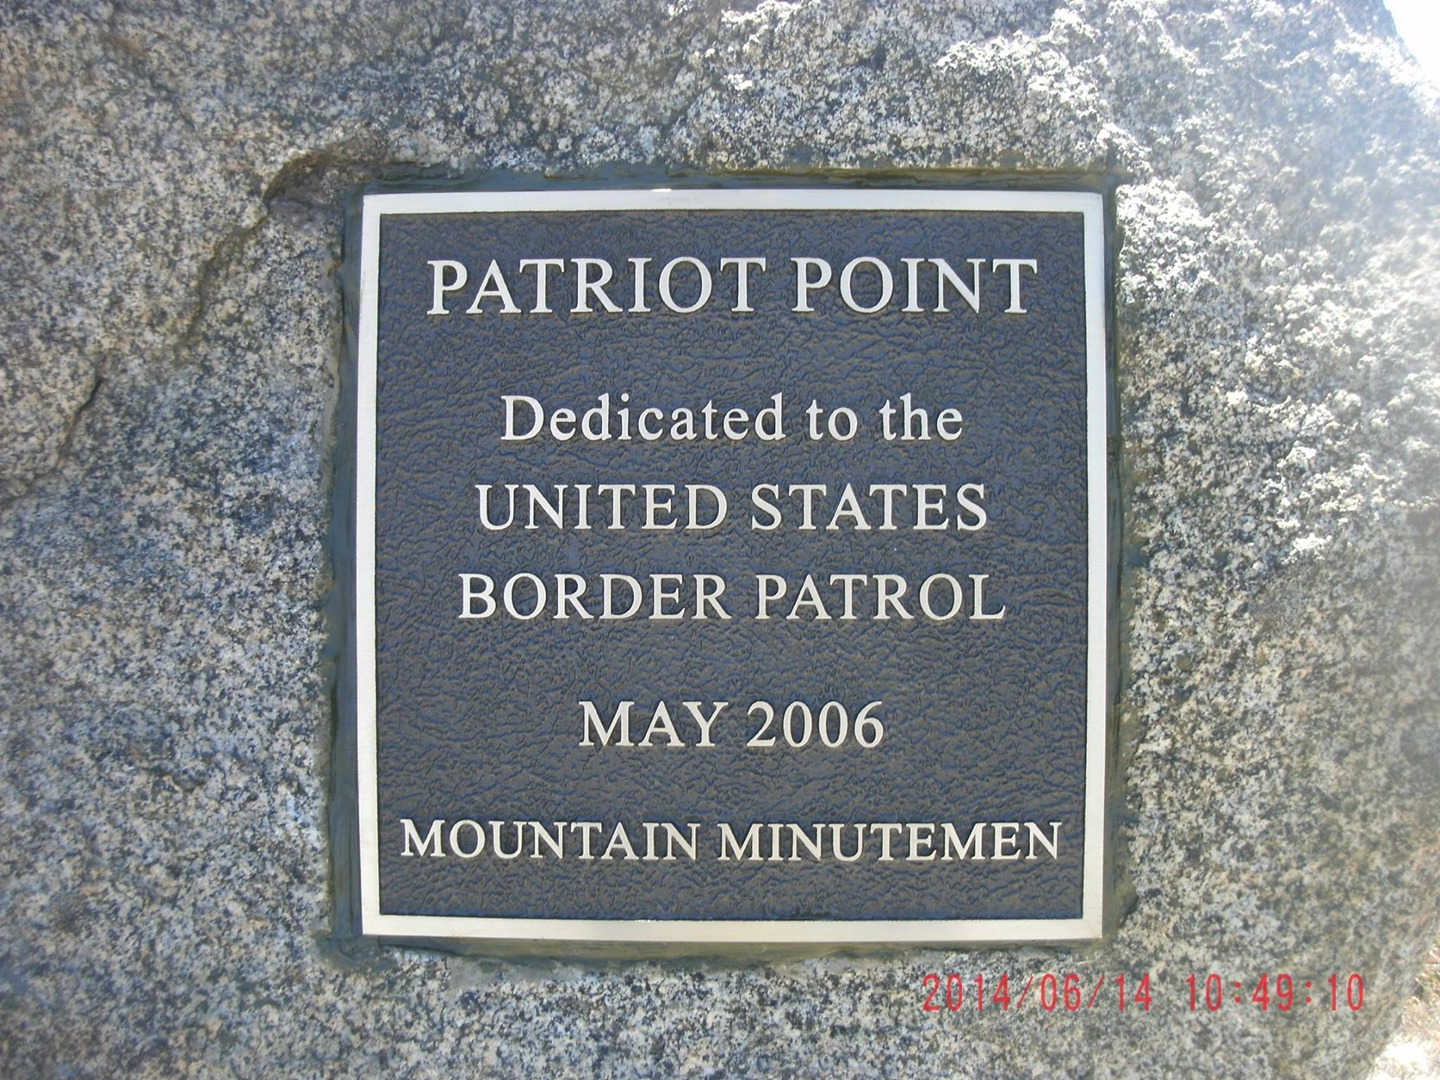 PATRIOT POINT
Dedicated to the
UNITED STATES
BORDER PATROL
MAY 2006
MOUNTAIN MINUTEMEN
2014/06/14 10:49:10